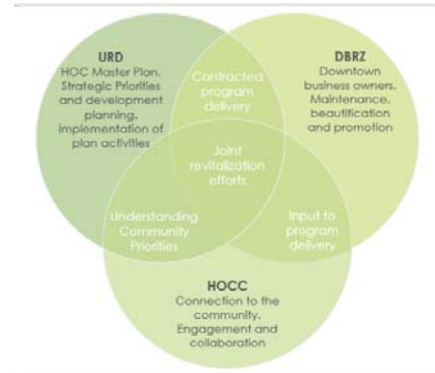 URD
HOC Master Plan.
Strategic Priorities
and development
planning.
Implementation of
plan activities
Contracted
program
delivery
DBRZ
Downtown
business owners.
Maintenance,
beautification
and promotion
Joint
revitalization
efforts
Understanding
Community
Priorities
Input to
program
delivery
HOCC
Connection to the
community.
Engagement and
collaboration